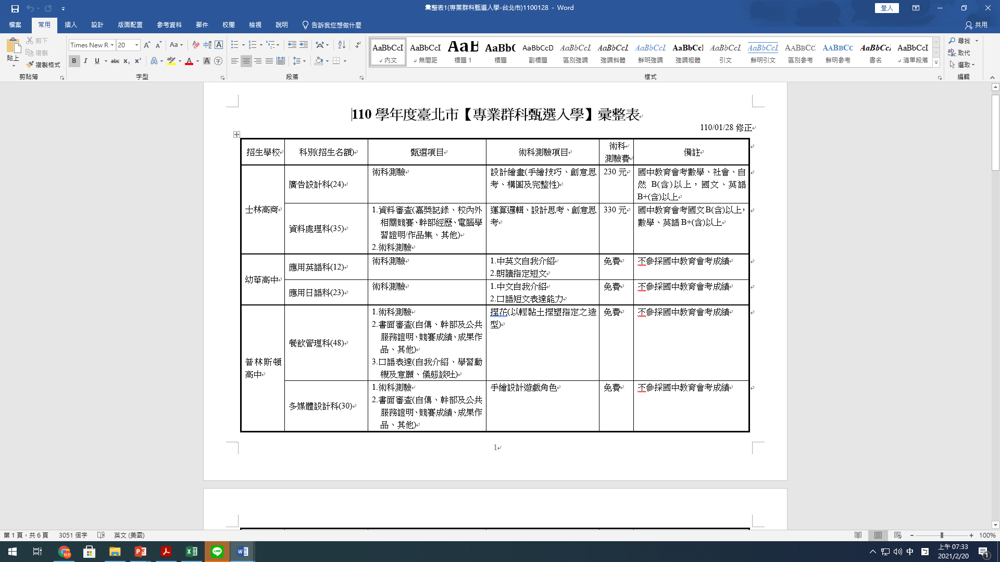 彙整表1(專業群科甄選入學-台北市)1100128 - Word
登入
檔案 常用 插入 設計 版面配置 參考資料 郵件 校閱 檢視 說明 告訴我您想做什麼 共用
貼上 剪下
複製
複製格式
剪貼簿
Times New R 20
字型
段落
AaBbCcI 內文
AaBbCcI 無間距
AaB 標題 1
AaBbC 標題
AaBbCcD 副標題
AaBbCcL 區別強調
AaBbCcL 強調斜體
AaBbCcL 鮮明強調
AaBbCcI 強調粗體
AaBbCcL 引文
AaBbCcL 鮮明引文
AABBCC 區別參考
AABBCC 鮮明參考
AaBbCcI 書名
AaBbCcI 清單段落
樣式
尋找
取代
選取
編輯
110 學年度臺北市【專業群科甄選入學】彙整表
110/01/28 修正
招生學校 科別(招生名額) 甄選項目 術科測驗項目 術科
測驗費 備註
士林高商
廣告設計科(24)
術科測驗
設計繪畫(手繪技巧、創意思
考、構圖及完整性)
230 元
國中教育會考數學、社會、自
然 B(含)以上，國文、英語
B+(含)以上
資料處理科(35)
1.資料審查(嘉獎記錄、校內外
相關競賽、幹部經歷、電腦學
習證明/作品集、其他)
2.術科測驗
運算邏輯、設計思考、創意思
考
330 元
國中教育會考國文B(含)以上，
數學、英語 B+(含)以上
幼華高中
應用英語科(12)
術科測驗
1.中英文自我介紹
2.朗讀指定短文
免費
不參採國中教育會考成績
應用日語科(23)
術科測驗
1.中文自我介紹
2.口語短文表達能力
免費
不參採國中教育會考成績
普林斯頓
高中
餐飲管理科(48)
1.術科測驗
2.書面審查(自傳、幹部及公共
服務證明、競賽成績、成果作
品、其他)
3.口語表達(自我介紹、學習動
機及意願、儀態談吐)
捏花(以輕黏土捏塑指定之造
型)
免費
不參採國中教育會考成績
多媒體設計科(30)
1.術科測驗
2.書面審查(自傳、幹部及公共
服務證明、競賽成績、成果作
品、其他)
手繪設計遊戲角色
免費
不參採國中教育會考成績
1
第 1 頁，共 6 頁 3051 個字 英文 (美國) 100%
中
上午 07:33
2021/2/20
1